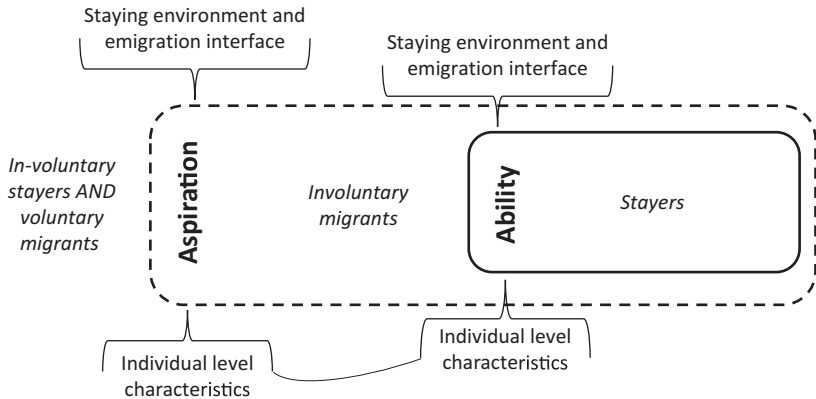 Staying environment and
emigration interface
Staying environment and
emigration interface
In-voluntary
stayers AND
voluntary
migrants
Aspiration
Involuntary
migrants
Ability
Stayers
Individual level
characteristics
Individual level
characteristics